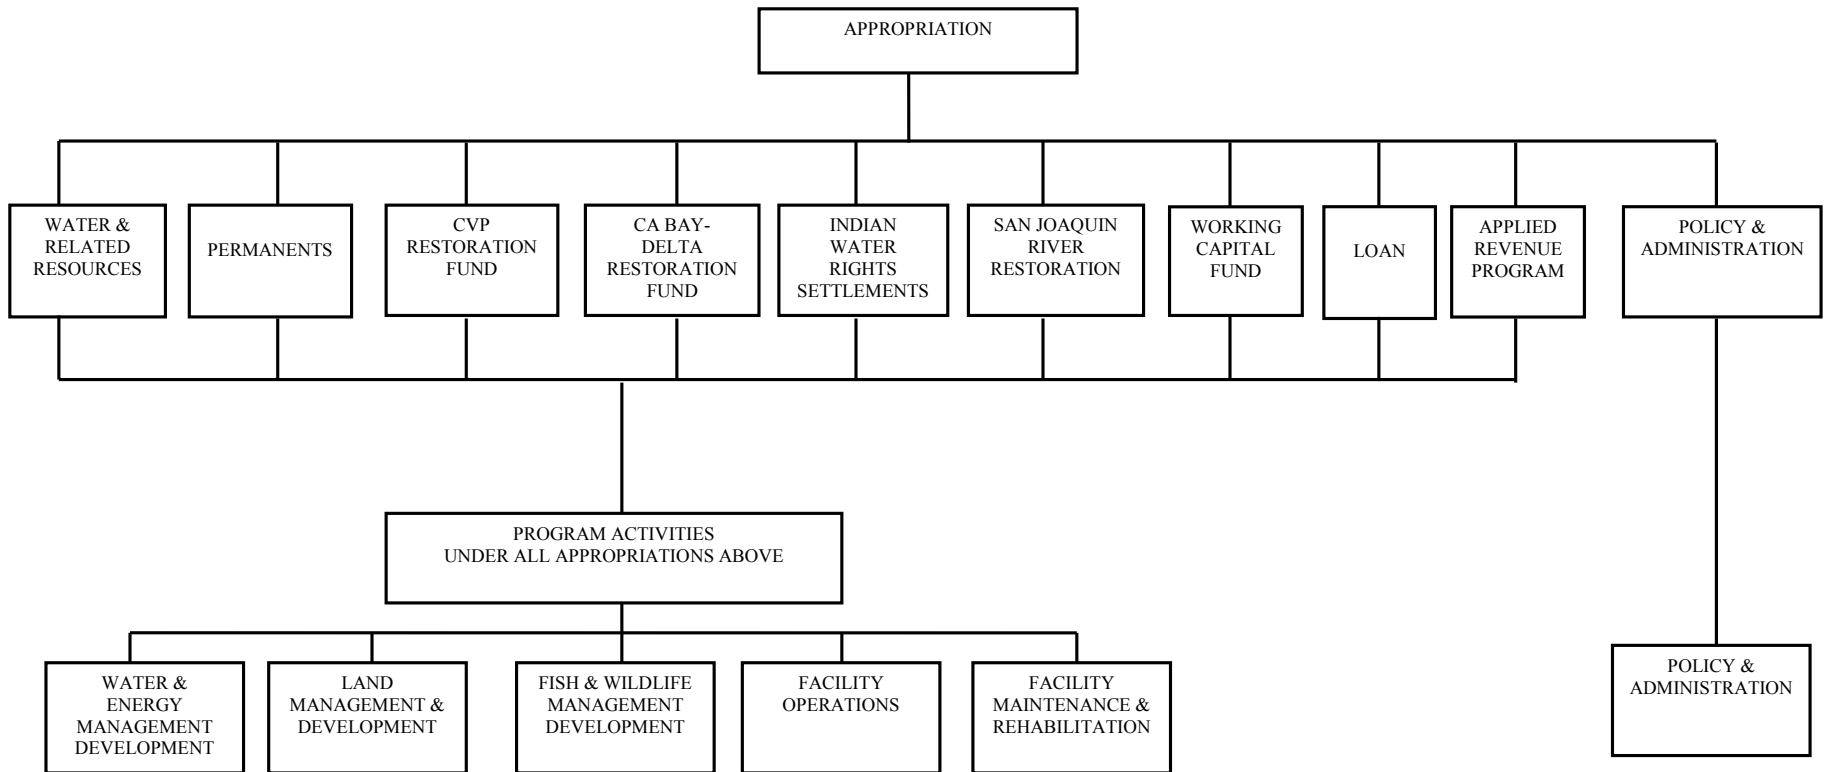 APPROPRIATION
WATER &
RELATED
RESOURCES
PERMANENTS
CVP
RESTORATION
FUND
CA BAY-
DELTA
RESTORATION
FUND
INDIAN
WATER
RIGHTS
SETTLEMENTS
SAN JOAQUIN
RIVER
RESTORATION
WORKING
CAPITAL
FUND
LOAN
APPLIED
REVENUE
PROGRAM
POLICY &
ADMINISTRATION
PROGRAM ACTIVITIES
UNDER ALL APPROPRIATIONS ABOVE
WATER &
ENERGY
MANAGEMENT
DEVELOPMENT
LAND
MANAGEMENT &
DEVELOPMENT
FISH & WILDLIFE
MANAGEMENT
DEVELOPMENT
FACILITY
OPERATIONS
FACILITY
MAINTENANCE &
REHABILITATION
POLICY &
ADMINISTRATION